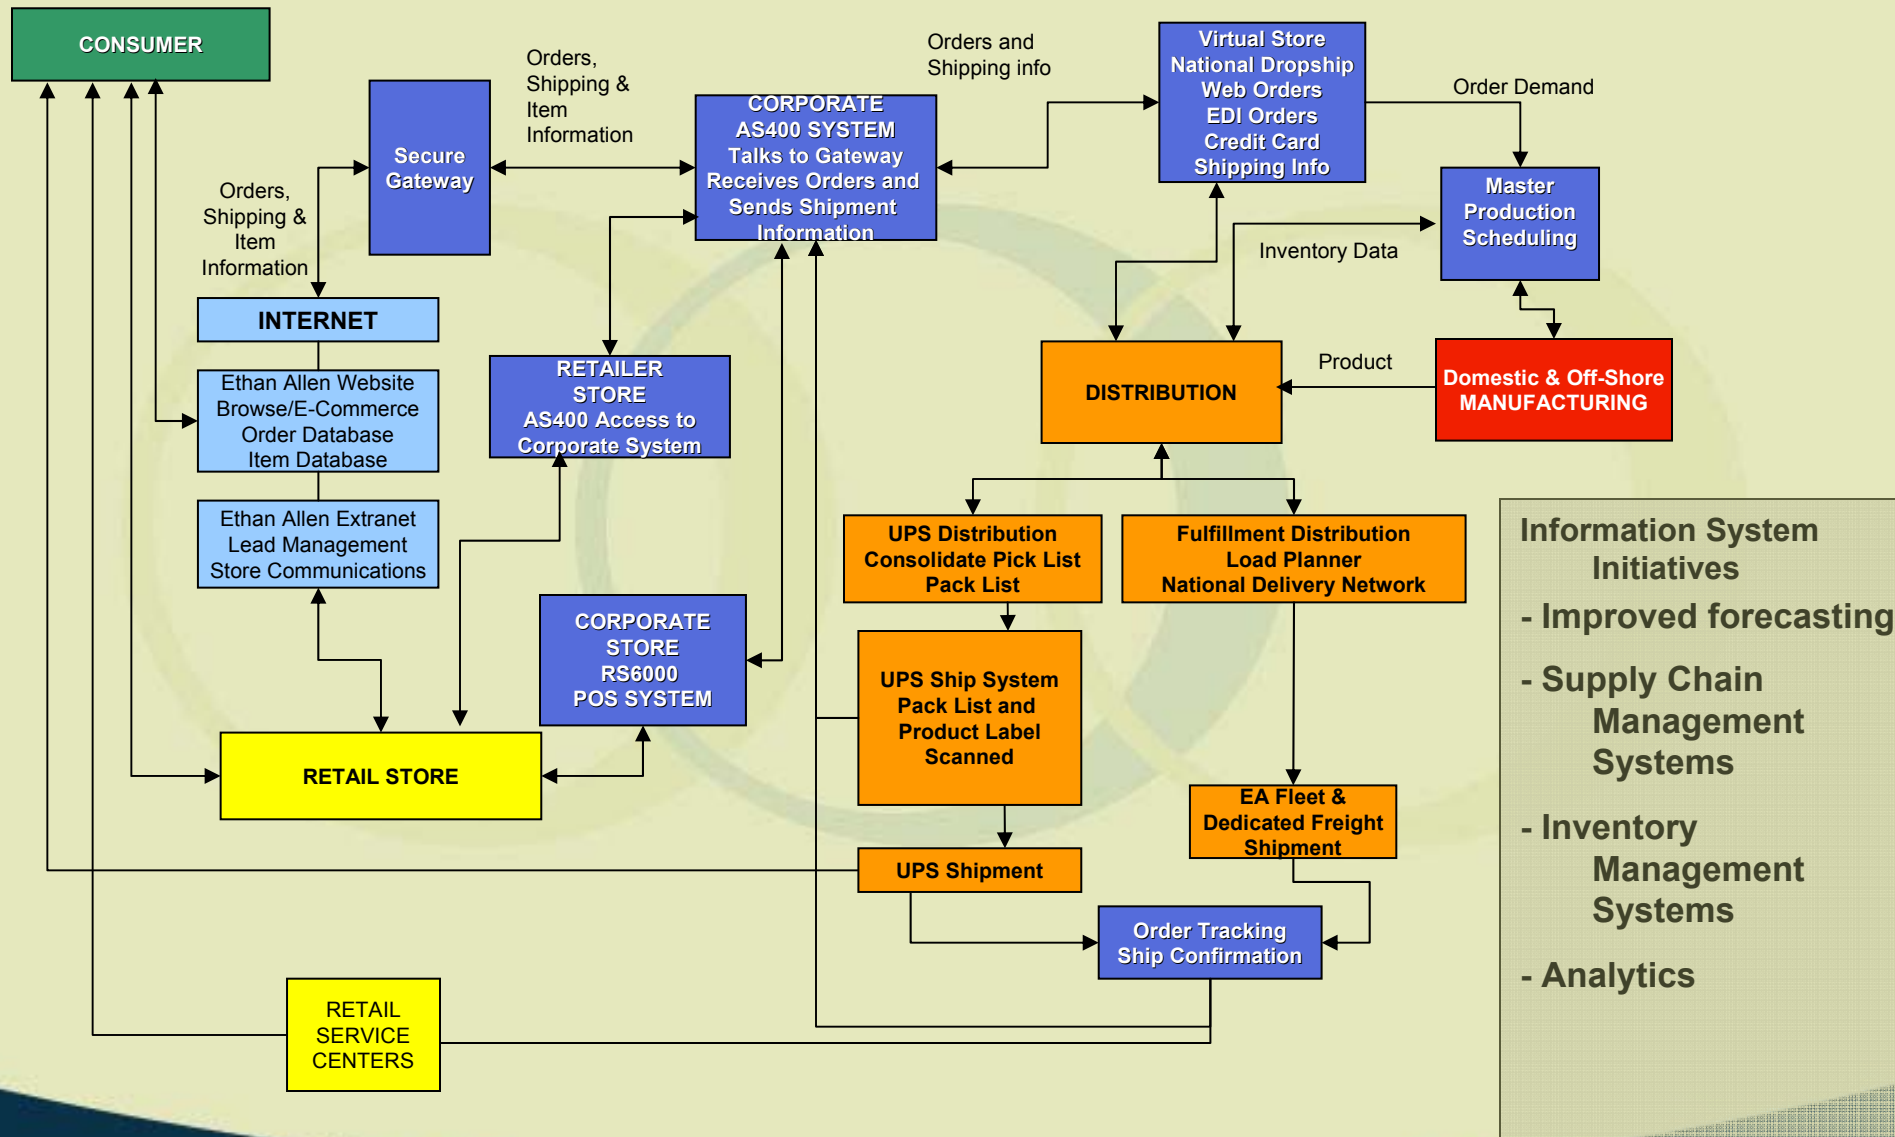 CONSUMER
Orders,
Shipping &
Item
Information
Orders and
Shipping info
Virtual Store
National Dropship
Web Orders
EDI Orders
Credit Card
Shipping Info
Order Demand
Secure
Gateway
CORPORATE
AS400 SYSTEM
Talks to Gateway
Receives Orders and
Sends Shipment
Information
Orders,
Shipping &
Item
Information
Master
Production
Scheduling
Inventory Data
INTERNET
Ethan Allen Website
Browse/E-Commerce
Order Database
Item Database
RETAILER
STORE
AS400 Access to
Corporate System
DISTRIBUTION
Product
Domestic & Off-Shore
MANUFACTURING
Ethan Allen Extranet
Lead Management
Store Communications
UPS Distribution
Consolidate Pick List
Pack List
Fulfillment Distribution
Load Planner
National Delivery Network
CORPORATE
STORE
RS6000
POS SYSTEM
UPS Ship System
Pack List and
Product Label
Scanned
RETAIL STORE
EA Fleet &
Dedicated Freight
Shipment
UPS Shipment
Order Tracking
Ship Confirmation
RETAIL
SERVICE
CENTERS
Information System
Initiatives
- Improved forecasting
- Supply Chain
Management
Systems
- Inventory
Management
Systems
- Analytics